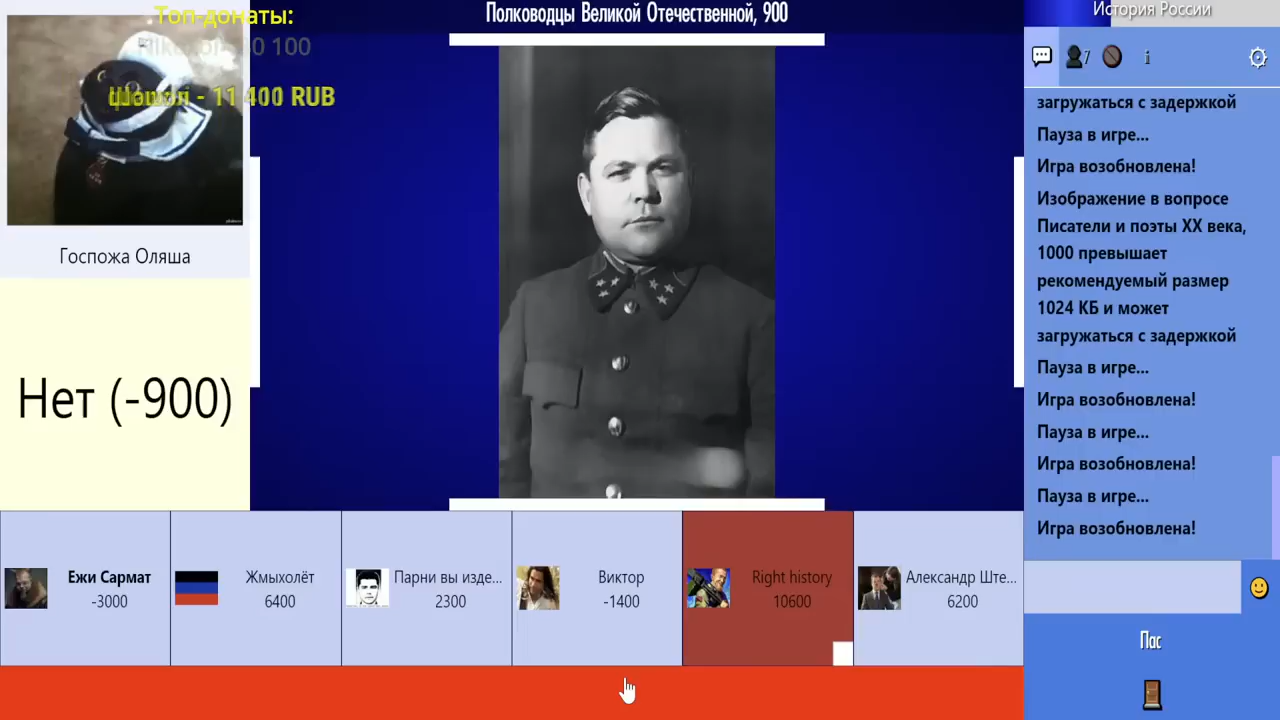 Топ-донаты:
Шошол - 11 400 RUB
Госпожа Оляша
Нет (-900)
Полководцы Великой Отечественной, 900
История России
7
i
загружаться с задержкой
Пауза в игре...
Игра возобновлена!
Изображение в вопросе
Писатели и поэты XX века,
1000 превышает
рекомендуемый размер
1024 КБ и может
загружаться с задержкой
Пауза в игре...
Игра возобновлена!
Пауза в игре...
Игра возобновлена!
Пауза в игре...
Игра возобновлена!
Ежи Сармат
-3000
Жмыхолёт
6400
Парни вы изде...
2300
Виктор
-1400
Right history
10600
Александр Ште...
6200
Пас